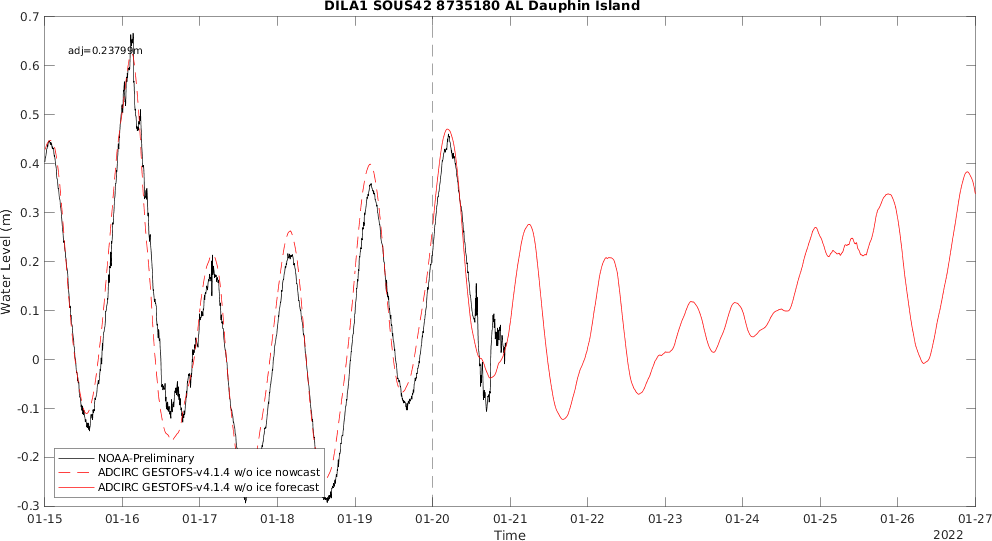 DILA1 SOUS42 8735180 AL Dauphin Island
adj=0.23799m
Water Level (m)
0.7
0.6
0.5
0.4
0.3
0.2
0.1
0
-0.1
-0.2
-0.3
NOAA-Preliminary
ADCIRC GESTOFS-v4.1.4 w/o ice nowcast
ADCIRC GESTOFS-v4.1.4 w/o ice forecast
01-15 01-16 01-17 01-18 01-19 01-20 01-21 01-22 01-23 01-24 01-25 01-26 01-27
Time
2022